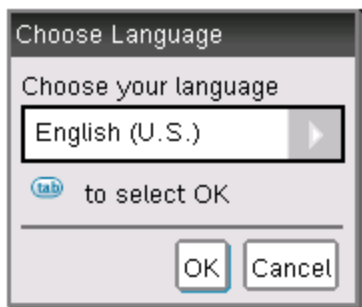 Choose Language
Choose your language
English (U.S.)
tab to select OK
OK Cancel